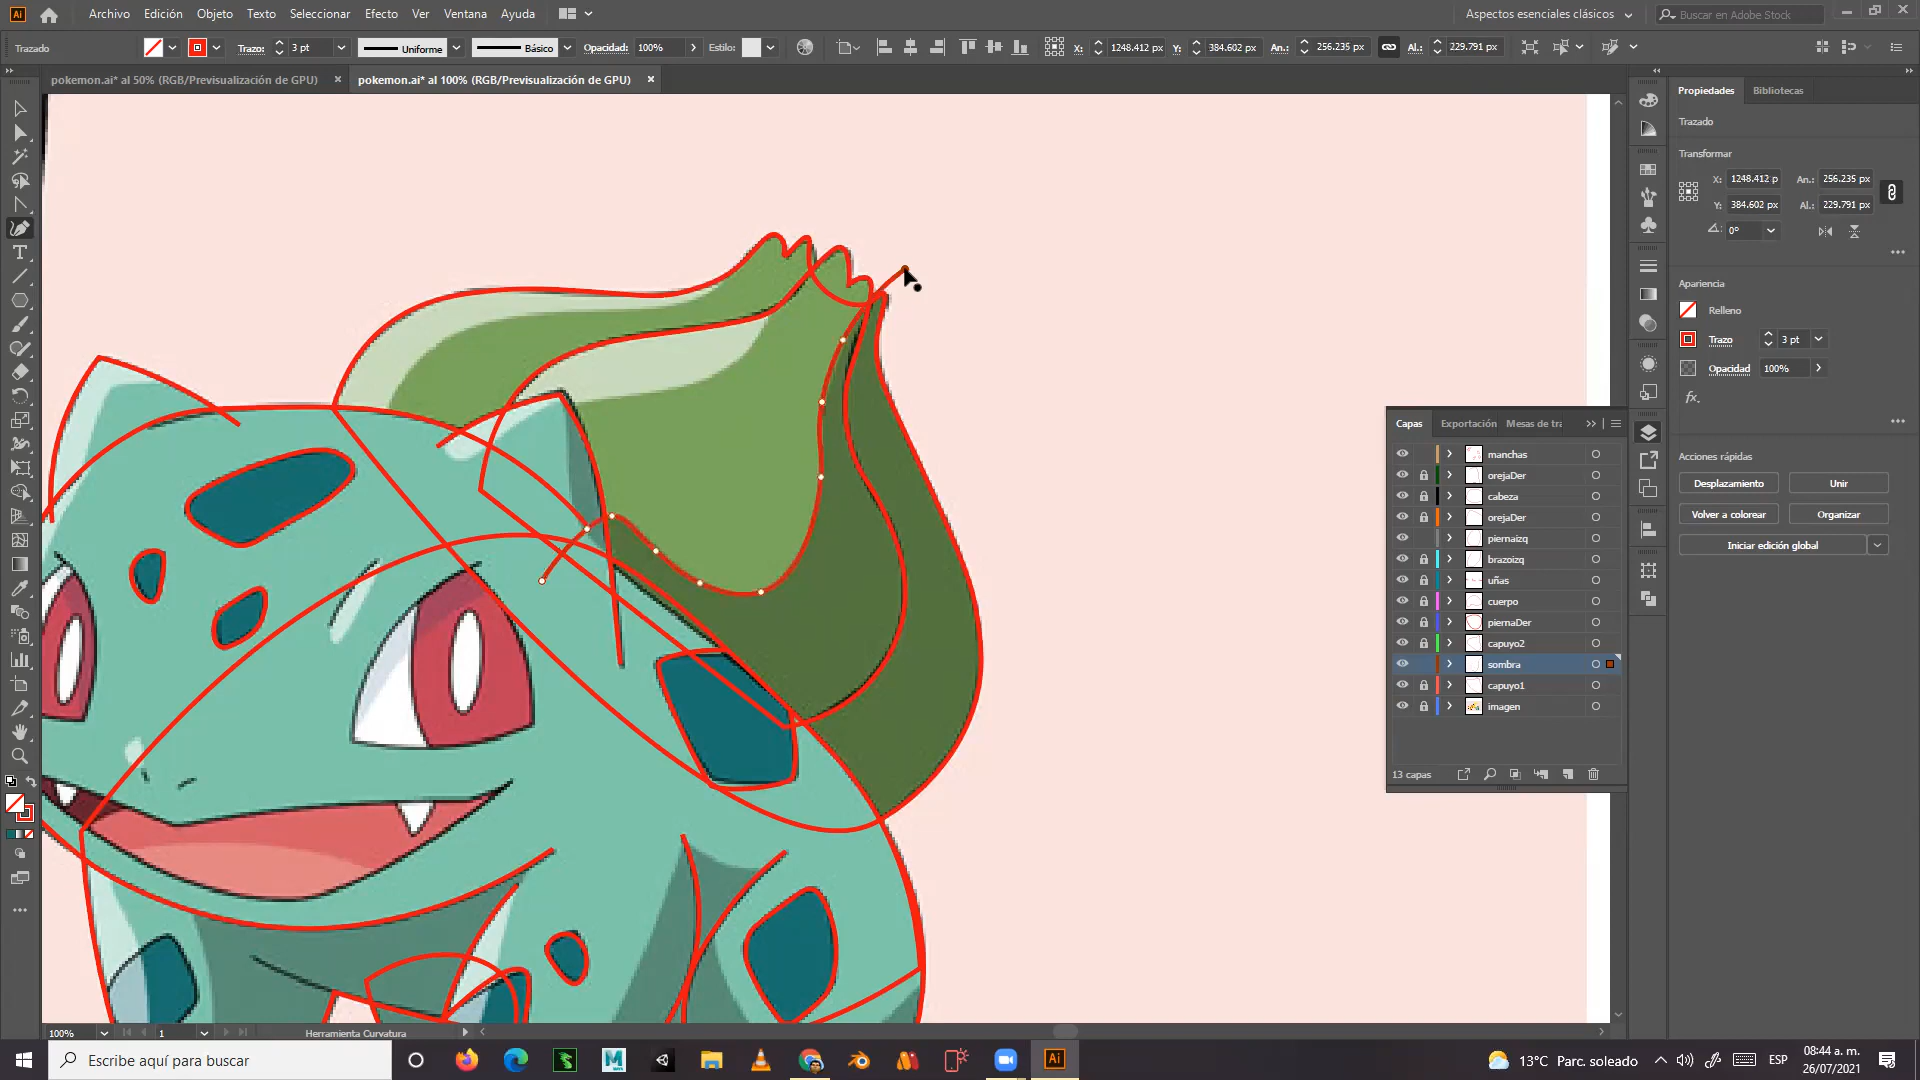 Ai Archivo Edición Objeto Texto Seleccionar Efecto Ver Ventana Ayuda Aspectos esenciales clásicos Buscar en Adobe Stock
Trazado Trazo: 3 pt Uniforme Básico Opacidad: 100% Estilo: X: 1248.412 px Y: 384.602 px An.: 256.235 px Al.: 229.791 px
pokemon.ai* al 50% (RGB/Previsualización de GPU) × pokemon.ai* al 100% (RGB/Previsualización de GPU) ×
Propiedades Bibliotecas
Trazado
Transformar
X: 1248.412 p An.: 256.235 px
Y: 384.602 px Al.: 229.791 px
0°
Apariencia
Relleno
Trazo 3 pt
Opacidad 100%
fx.
Acciones rápidas
Desplazamiento Unir
Volver a colorear Organizar
Iniciar edición global
Capas Exportación Mesas de tra
manchas
orejaDer
cabeza
orejaDer
piernaizq
brazoizq
uñas
cuerpo
piernaDer
capuyo2
sombra
capuyo1
imagen
13 capas
100% 1 Herramienta Curvatura
Escribe aquí para buscar Ai 13°C Parc. soleado ESP 08:44 a. m.
26/07/2021